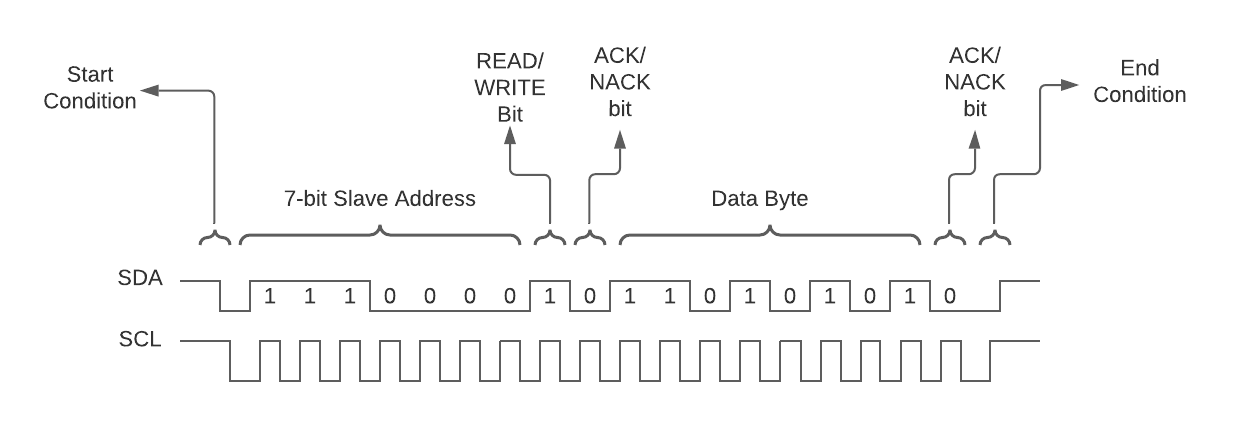 Start
Condition
READ/
WRITE
Bit
ACK/
NACK
bit
ACK/
NACK
bit
End
Condition
7-bit Slave Address
Data Byte
SDA
1 1 1 0 0 0 0 1 0 1 1 0 1 0 1 0 1 0
SCL